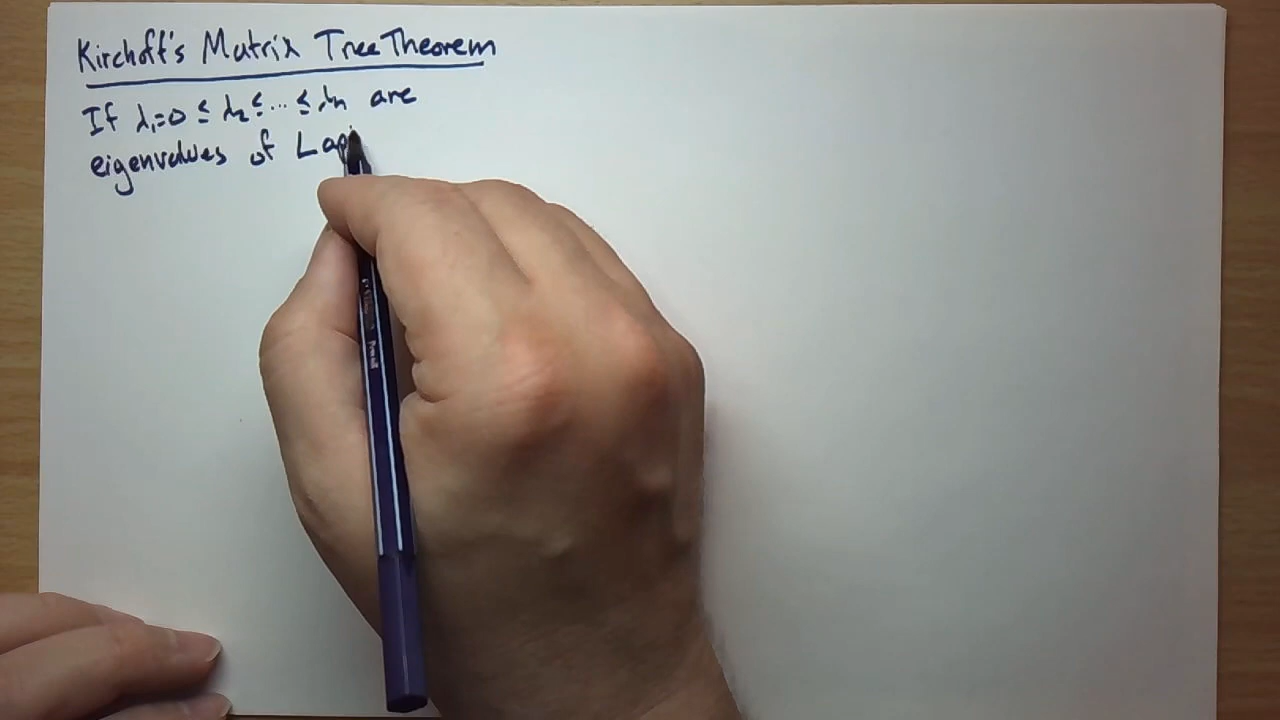 Kirchoff's Matrix Tree Theorem
If λ₁=0 ≤ λ₂ ≤ ... ≤ λn are
eigenvalues of Lap